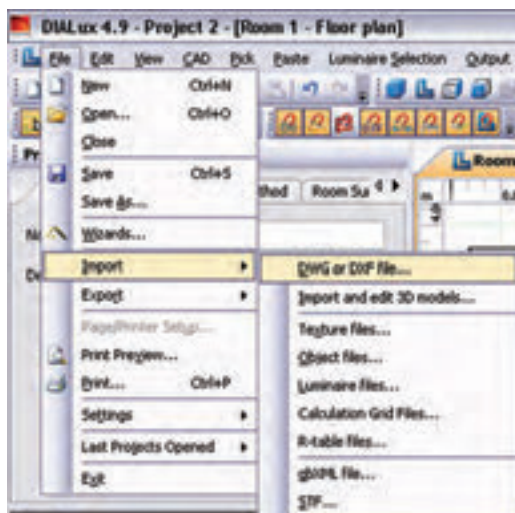 DIALux 4.9 - Project 2 - [Room 1 - Floor plan]
File Edit View CAD Pick Paste Luminaire Selection Output
New Ctrl+N
Open... Ctrl+O
Close
Save Ctrl+S
Save As...
Wizards...
Import
Export
Page/Printer Setup...
Print Preview...
Print... Ctrl+P
Settings
Last Projects Opened
Exit
thod Room Su
Room
m
DWG or DXF file...
Import and edit 3D models...
Texture files...
Object files...
Luminaire files...
Calculation Grid Files...
R-table files...
gbXML file...
STF...